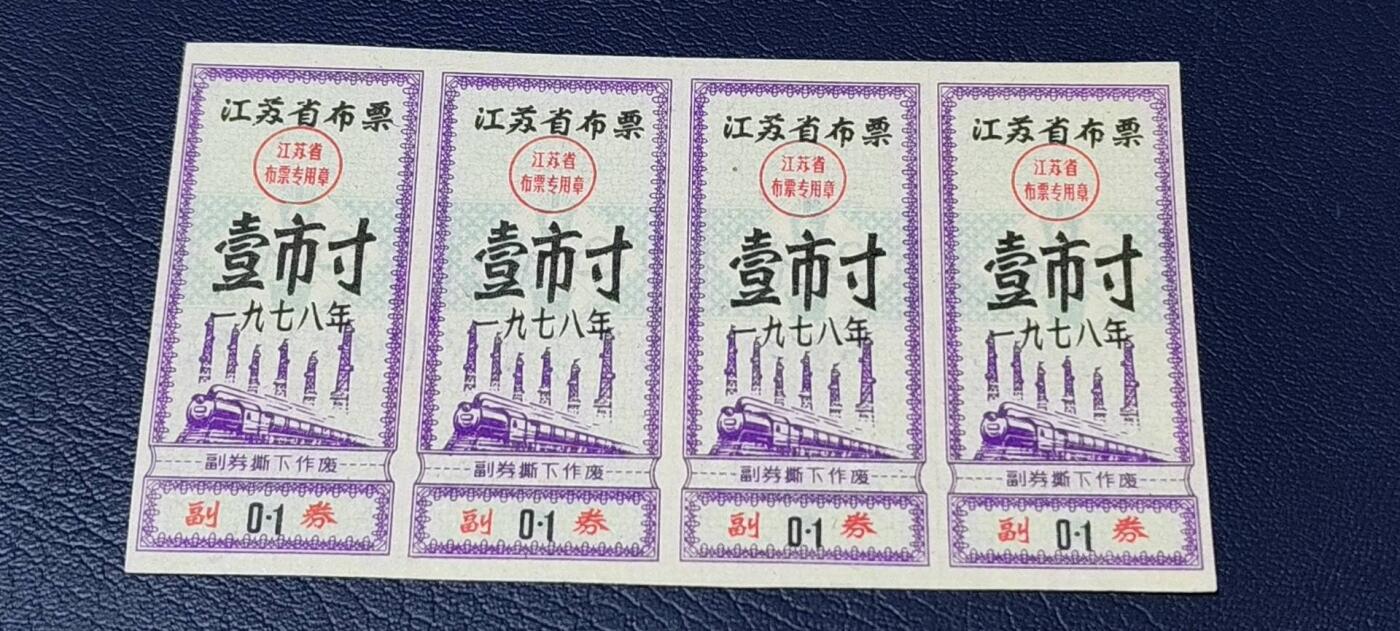 江苏省布票
江苏省
布票专用章
壹市寸
一九七八年
副券撕下作废
副 0·1 券
江苏省布票
江苏省
布票专用章
壹市寸
一九七八年
副券撕下作废
副 0·1 券
江苏省布票
江苏省
布票专用章
壹市寸
一九七八年
副券撕下作废
副 0·1 券
江苏省布票
江苏省
布票专用章
壹市寸
一九七八年
副券撕下作废
副 0·1 券